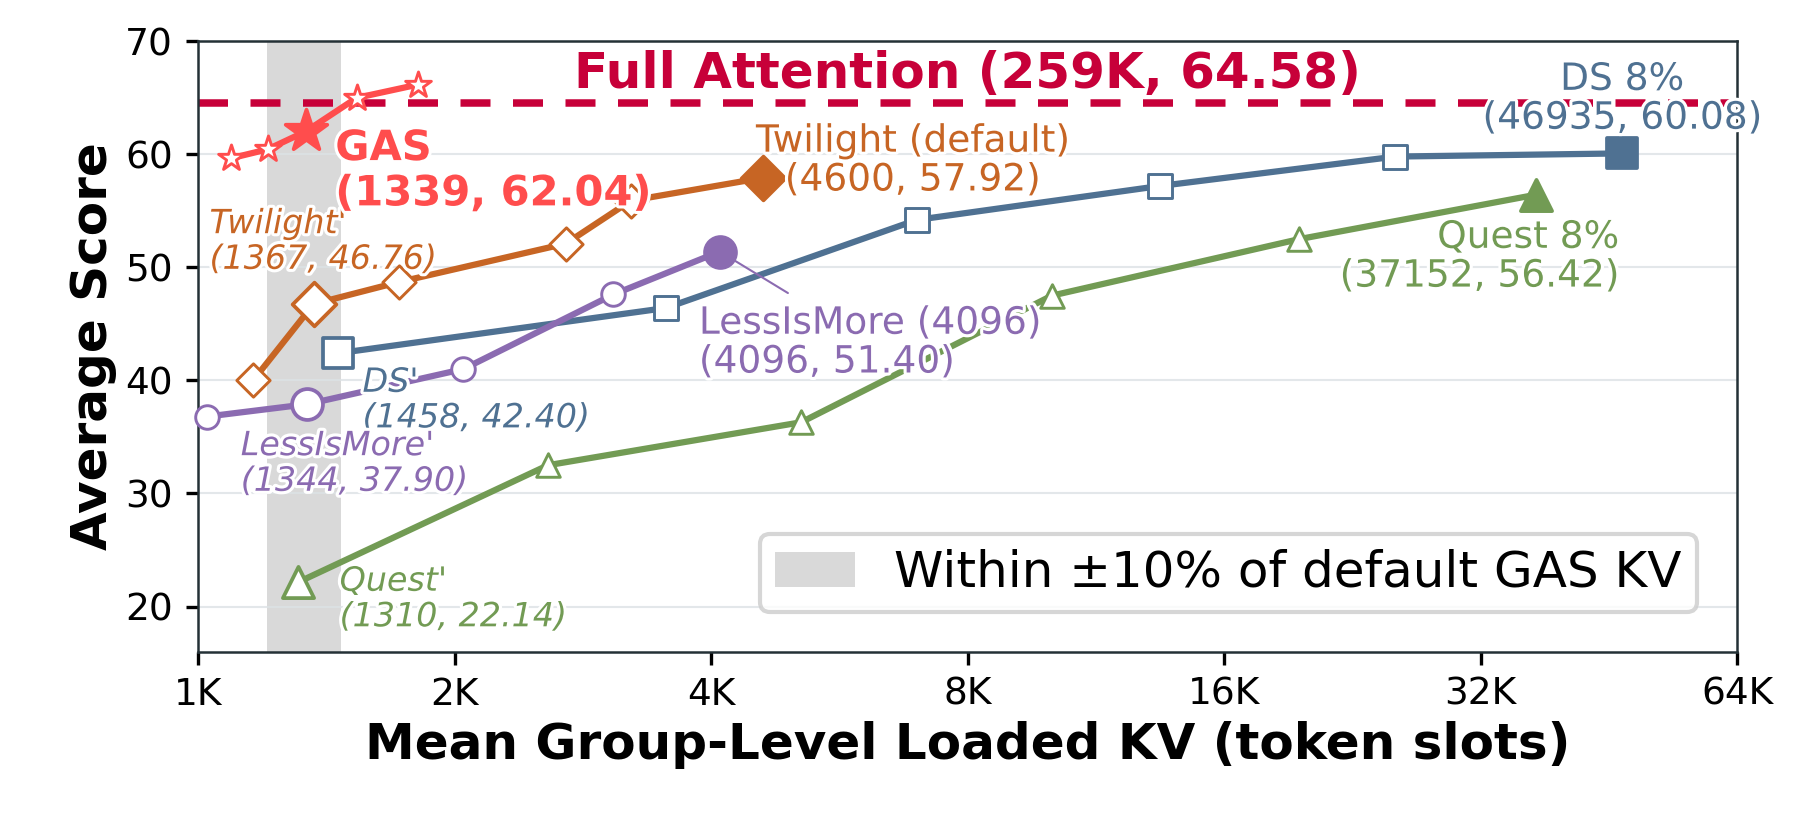 70
60
50
40
30
20
Average Score
Full Attention (259K, 64.58)
DS 8%
(46935, 60.08)
GAS
(1339, 62.04)
Twilight (default)
(4600, 57.92)
Twilight'
(1367, 46.76)
Quest 8%
(37152, 56.42)
LessIsMore (4096)
(4096, 51.40)
DS'
(1458, 42.40)
LessIsMore'
(1344, 37.90)
Quest'
(1310, 22.14)
Within ±10% of default GAS KV
1K
2K
4K
8K
16K
32K
64K
Mean Group-Level Loaded KV (token slots)